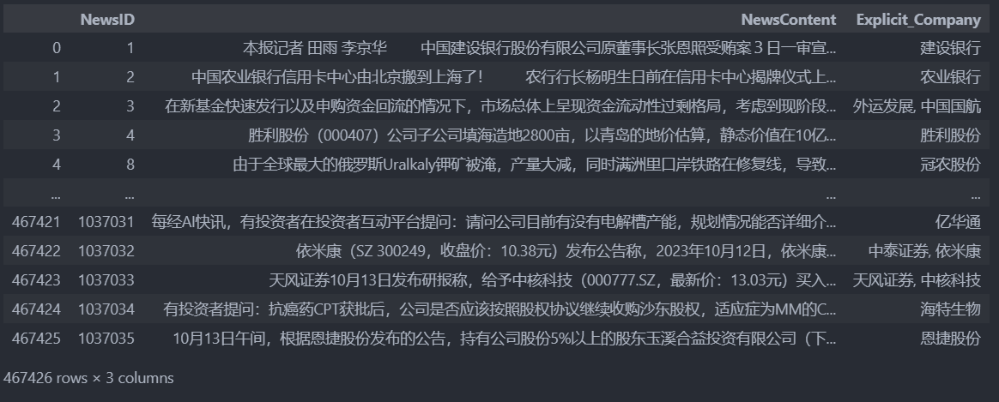 NewsID NewsContent Explicit_Company
0 1 本报记者 田雨 李京华 中国建设银行股份有限公司原董事长张恩照受贿案３日一审宣... 建设银行
1 2 中国农业银行信用卡中心由北京搬到上海了! 农行行长杨明生日前在信用卡中心揭牌仪式上... 农业银行
2 3 在新基金快速发行以及申购资金回流的情况下，市场总体上呈现资金流动性过剩格局，考虑到现阶段... 外运发展, 中国国航
3 4 胜利股份（000407）公司子公司填海造地2800亩，以青岛的地价估算，静态价值在10亿... 胜利股份
4 8 由于全球最大的俄罗斯Uralkaly钾矿被淹，产量大减，同时满洲里口岸铁路在修复线，导致... 冠农股份
... ... ... ...
467421 1037031 每经AI快讯，有投资者在投资者互动平台提问：请问公司目前有没有电解槽产能，规划情况能否详细介... 亿华通
467422 1037032 依米康（SZ 300249，收盘价：10.38元）发布公告称，2023年10月12日，依米康... 中泰证券, 依米康
467423 1037033 天风证券10月13日发布研报称，给予中核科技（000777.SZ，最新价：13.03元）买入... 天风证券, 中核科技
467424 1037034 有投资者提问：抗癌药CPT获批后，公司是否应该按照股权协议继续收购沙东股权，适应症为MM的C... 海特生物
467425 1037035 10月13日午间，根据恩捷股份发布的公告，持有公司股份5%以上的股东玉溪合益投资有限公司（下... 恩捷股份
467426 rows × 3 columns